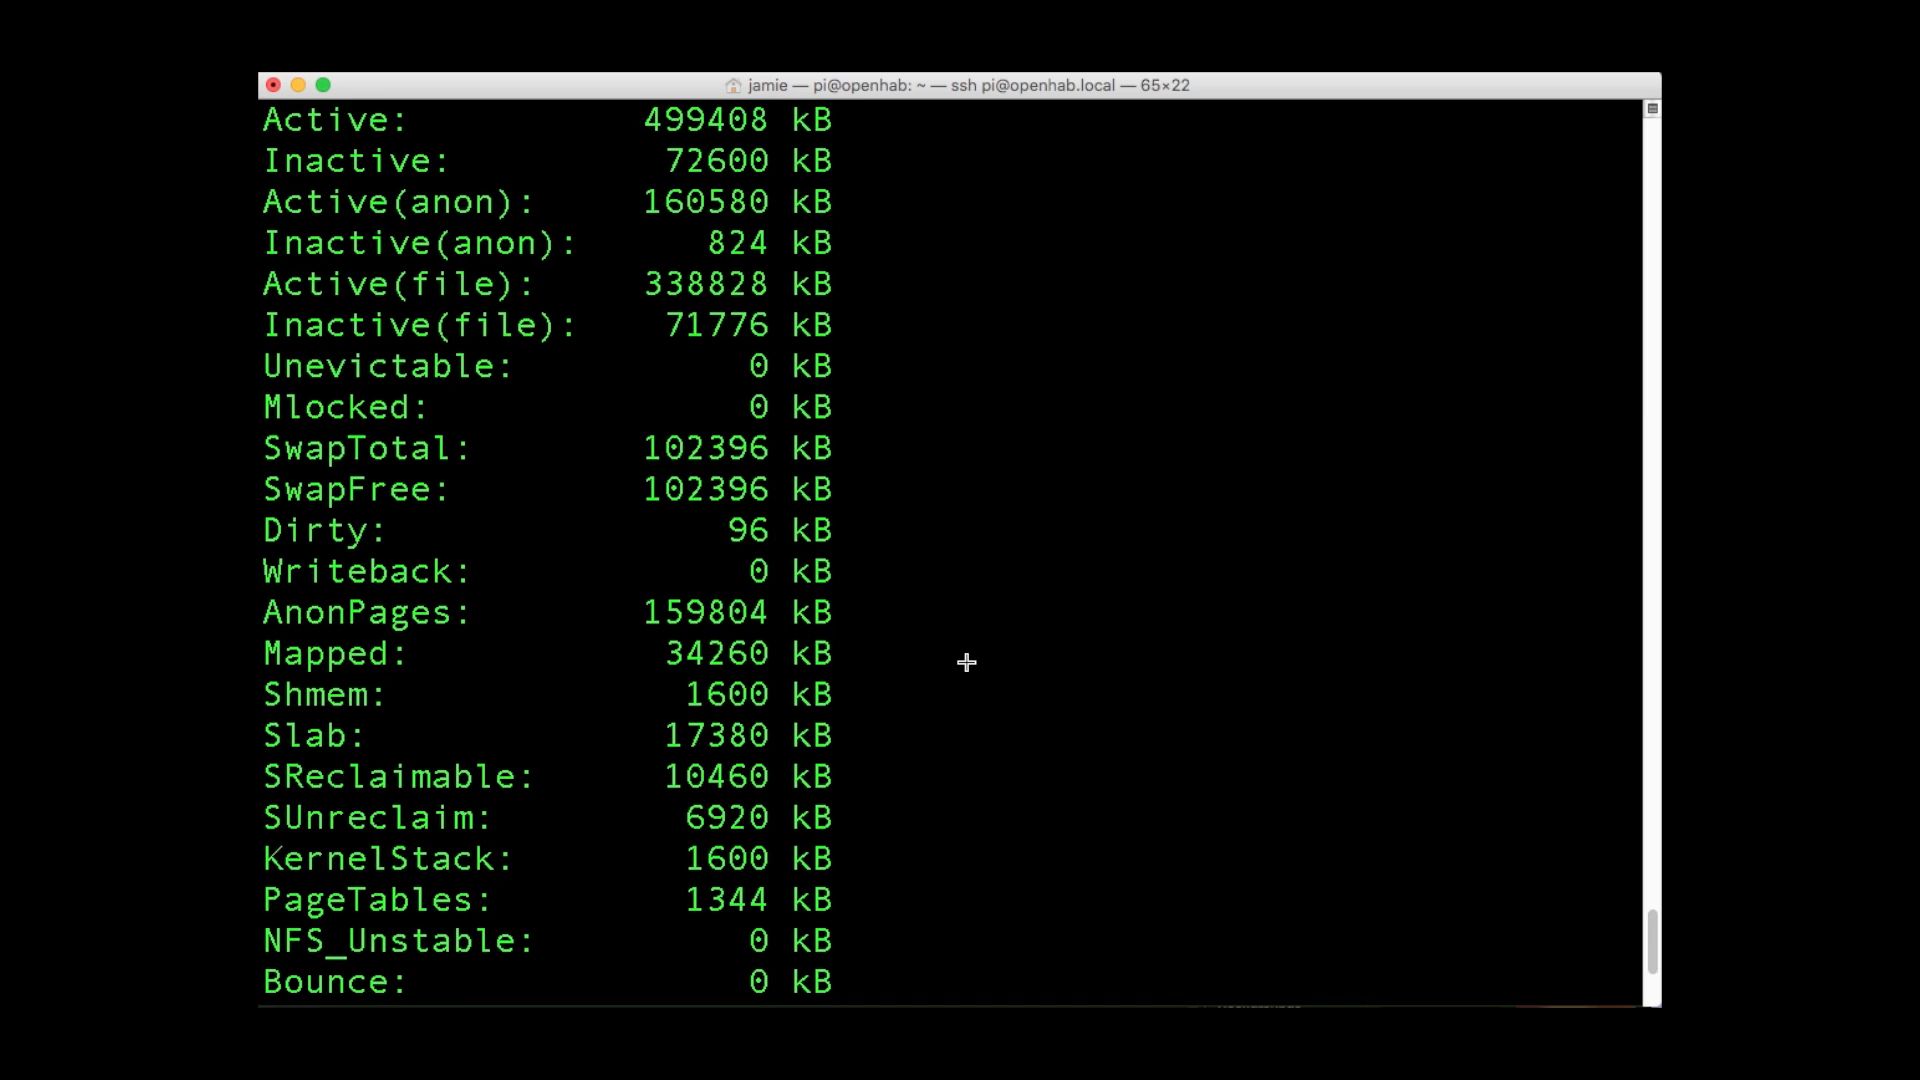 jamie — pi@openhab: ~ — ssh pi@openhab.local — 65×22
Active: 499408 kB
Inactive: 72600 kB
Active(anon): 160580 kB
Inactive(anon): 824 kB
Active(file): 338828 kB
Inactive(file): 71776 kB
Unevictable: 0 kB
Mlocked: 0 kB
SwapTotal: 102396 kB
SwapFree: 102396 kB
Dirty: 96 kB
Writeback: 0 kB
AnonPages: 159804 kB
Mapped: 34260 kB
Shmem: 1600 kB
Slab: 17380 kB
SReclaimable: 10460 kB
SUnreclaim: 6920 kB
KernelStack: 1600 kB
PageTables: 1344 kB
NFS_Unstable: 0 kB
Bounce: 0 kB